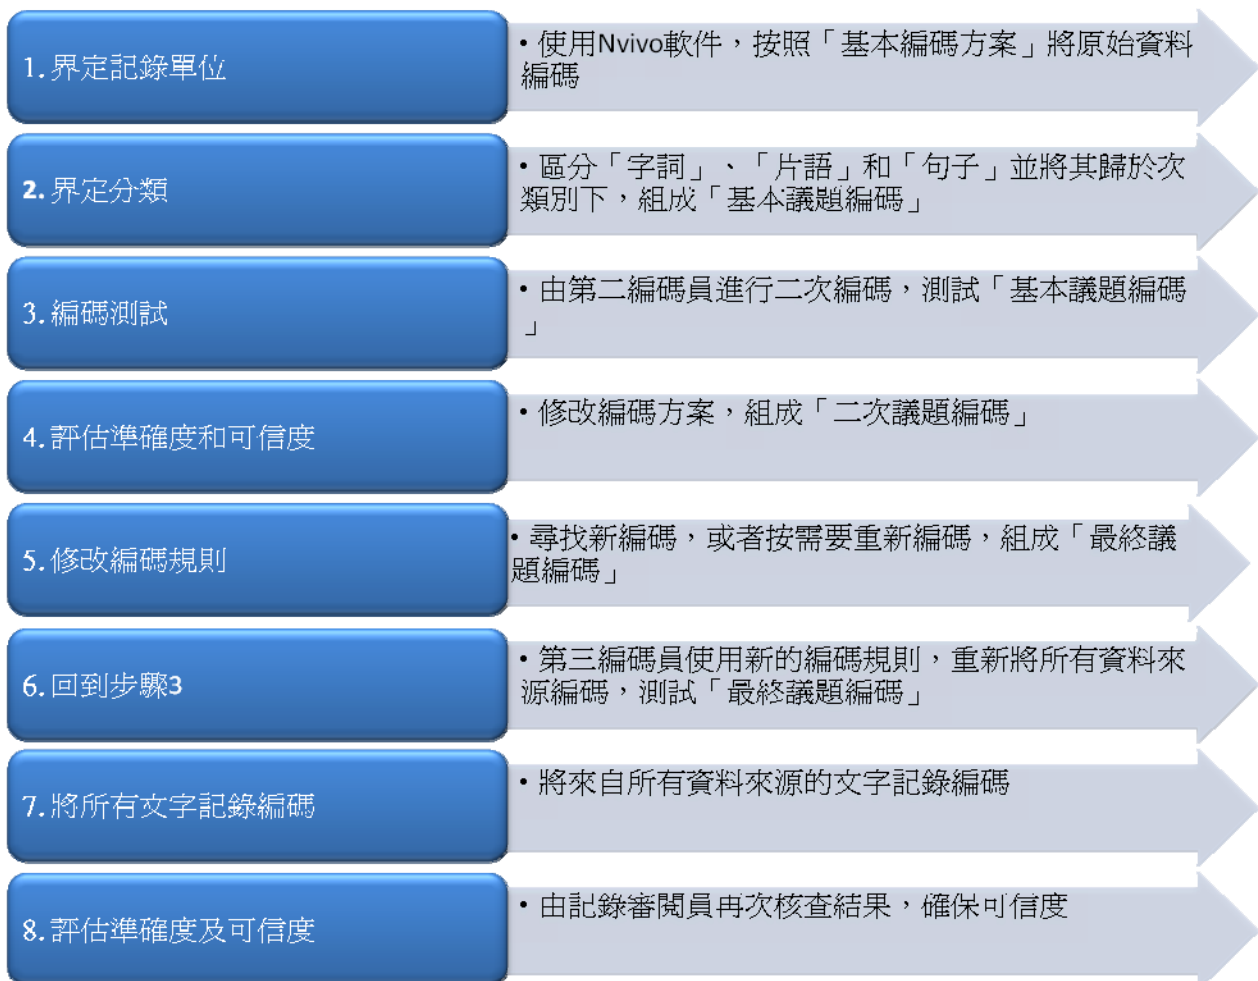 1. 界定記錄單位
• 使用Nvivo軟件，按照「基本編碼方案」將原始資料
編碼
2. 界定分類
• 區分「字詞」、「片語」和「句子」並將其歸於次
類別下，組成「基本議題編碼」
3. 編碼測試
• 由第二編碼員進行二次編碼，測試「基本議題編碼
」
4. 評估準確度和可信度
• 修改編碼方案，組成「二次議題編碼」
5. 修改編碼規則
• 尋找新編碼，或者按需要重新編碼，組成「最終議
題編碼」
6. 回到步驟3
• 第三編碼員使用新的編碼規則，重新將所有資料來
源編碼，測試「最終議題編碼」
7. 將所有文字記錄編碼
• 將來自所有資料來源的文字記錄編碼
8. 評估準確度及可信度
• 由記錄審閱員再次核查結果，確保可信度